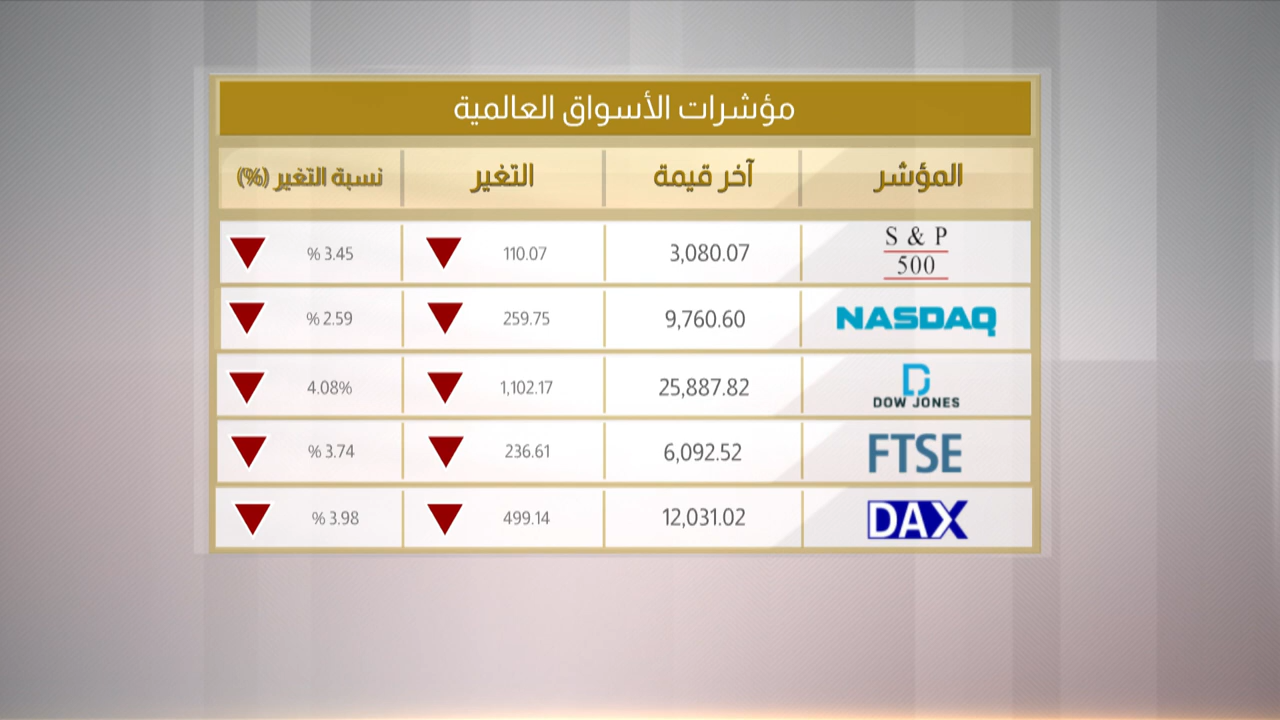 مؤشرات الأسواق العالمية
المؤشر آخر قيمة التغير نسبة التغير (%)
S & P
500 3,080.07 110.07 % 3.45
NASDAQ 9,760.60 259.75 % 2.59
DOW JONES 25,887.82 1,102.17 4.08%
FTSE 6,092.52 236.61 % 3.74
DAX 12,031.02 499.14 % 3.98